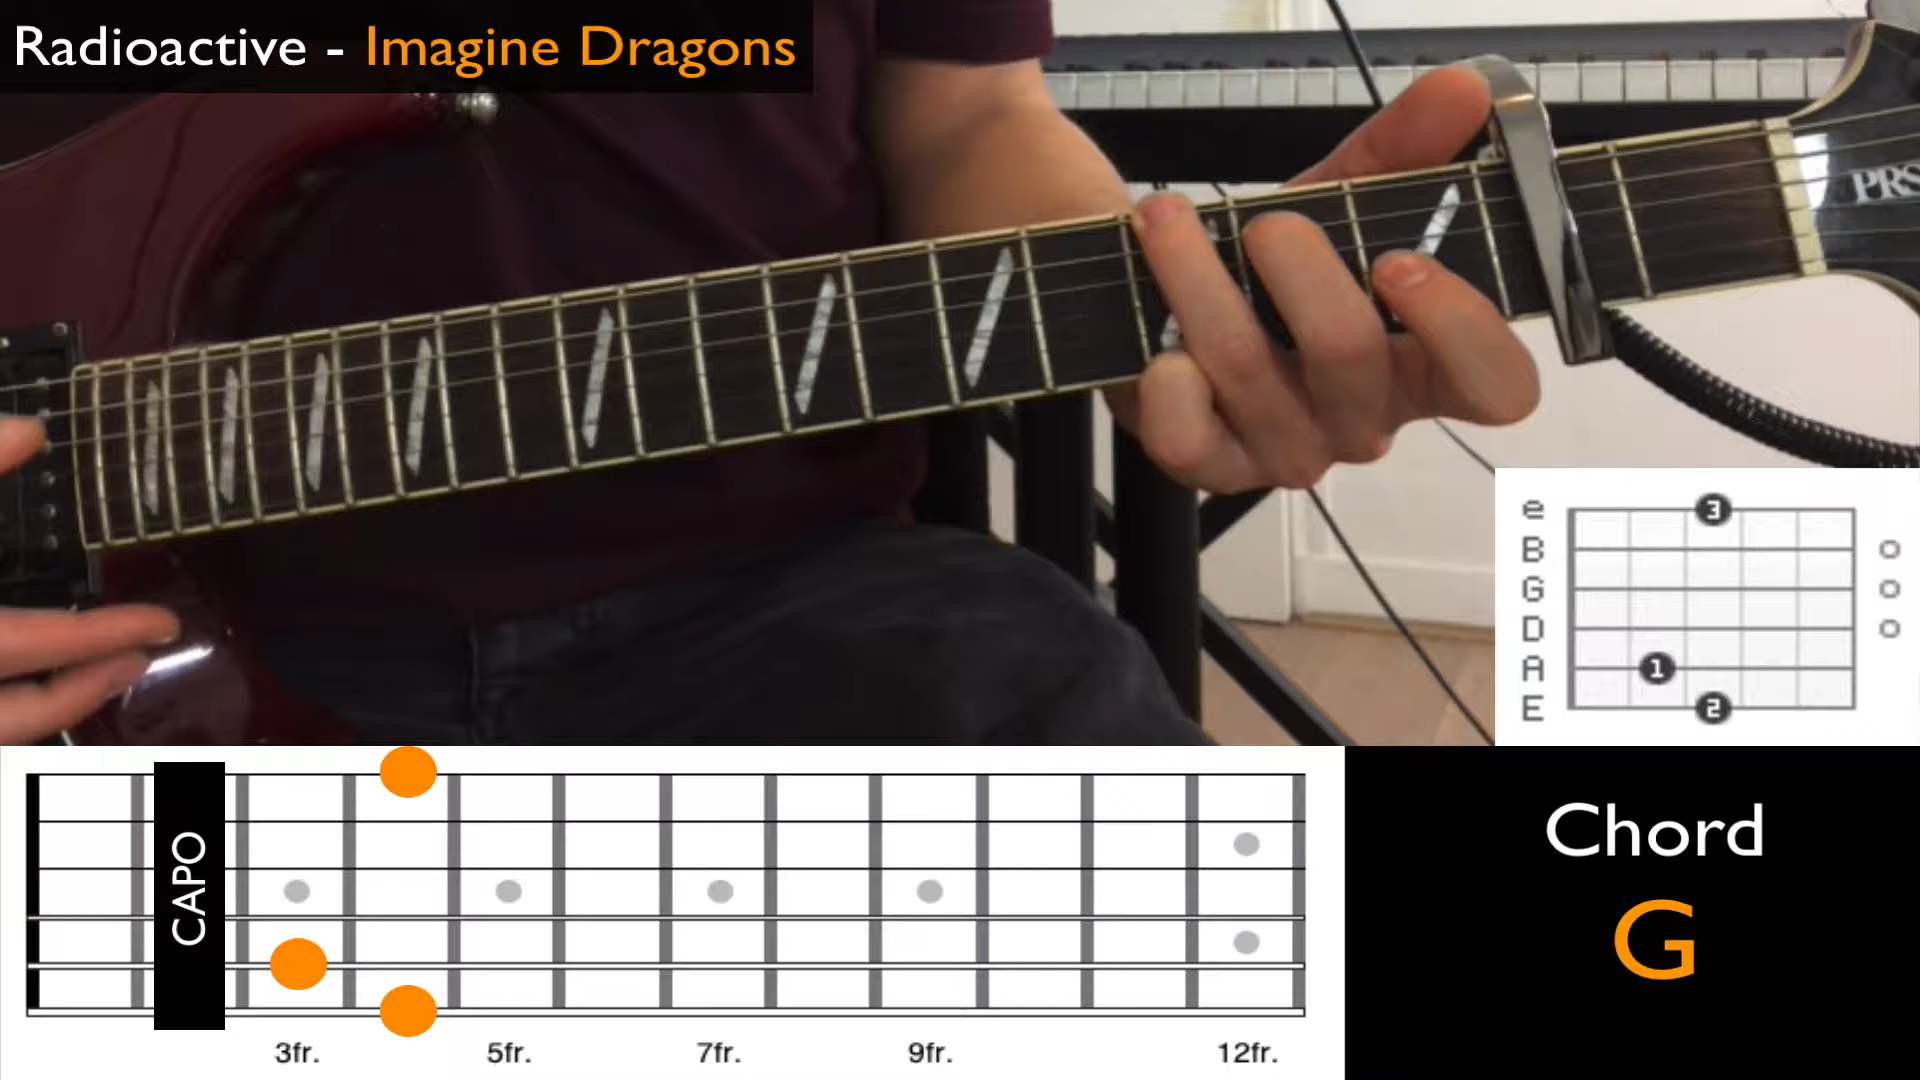 Radioactive - Imagine Dragons
PRS
e 3
B
G
D
A 1
E 2
CAPO
3fr. 5fr. 7fr. 9fr. 12fr.
Chord
G